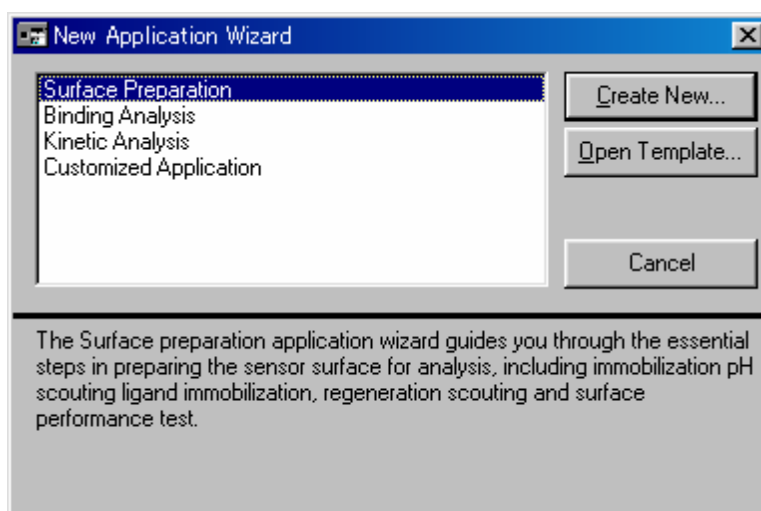 New Application Wizard
Surface Preparation
Binding Analysis
Kinetic Analysis
Customized Application
Create New...
Open Template...
Cancel
The Surface preparation application wizard guides you through the essential
steps in preparing the sensor surface for analysis, including immobilization pH
scouting ligand immobilization, regeneration scouting and surface
performance test.